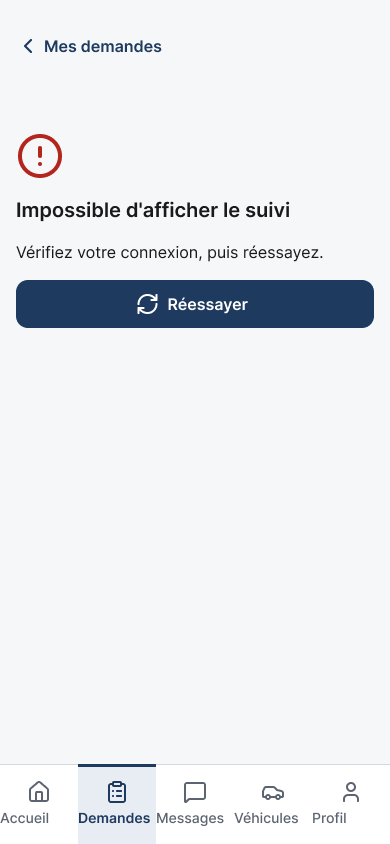 Mes demandes
Impossible d'afficher le suivi
Vérifiez votre connexion, puis réessayez.
Réessayer
Accueil Demandes Messages Véhicules Profil